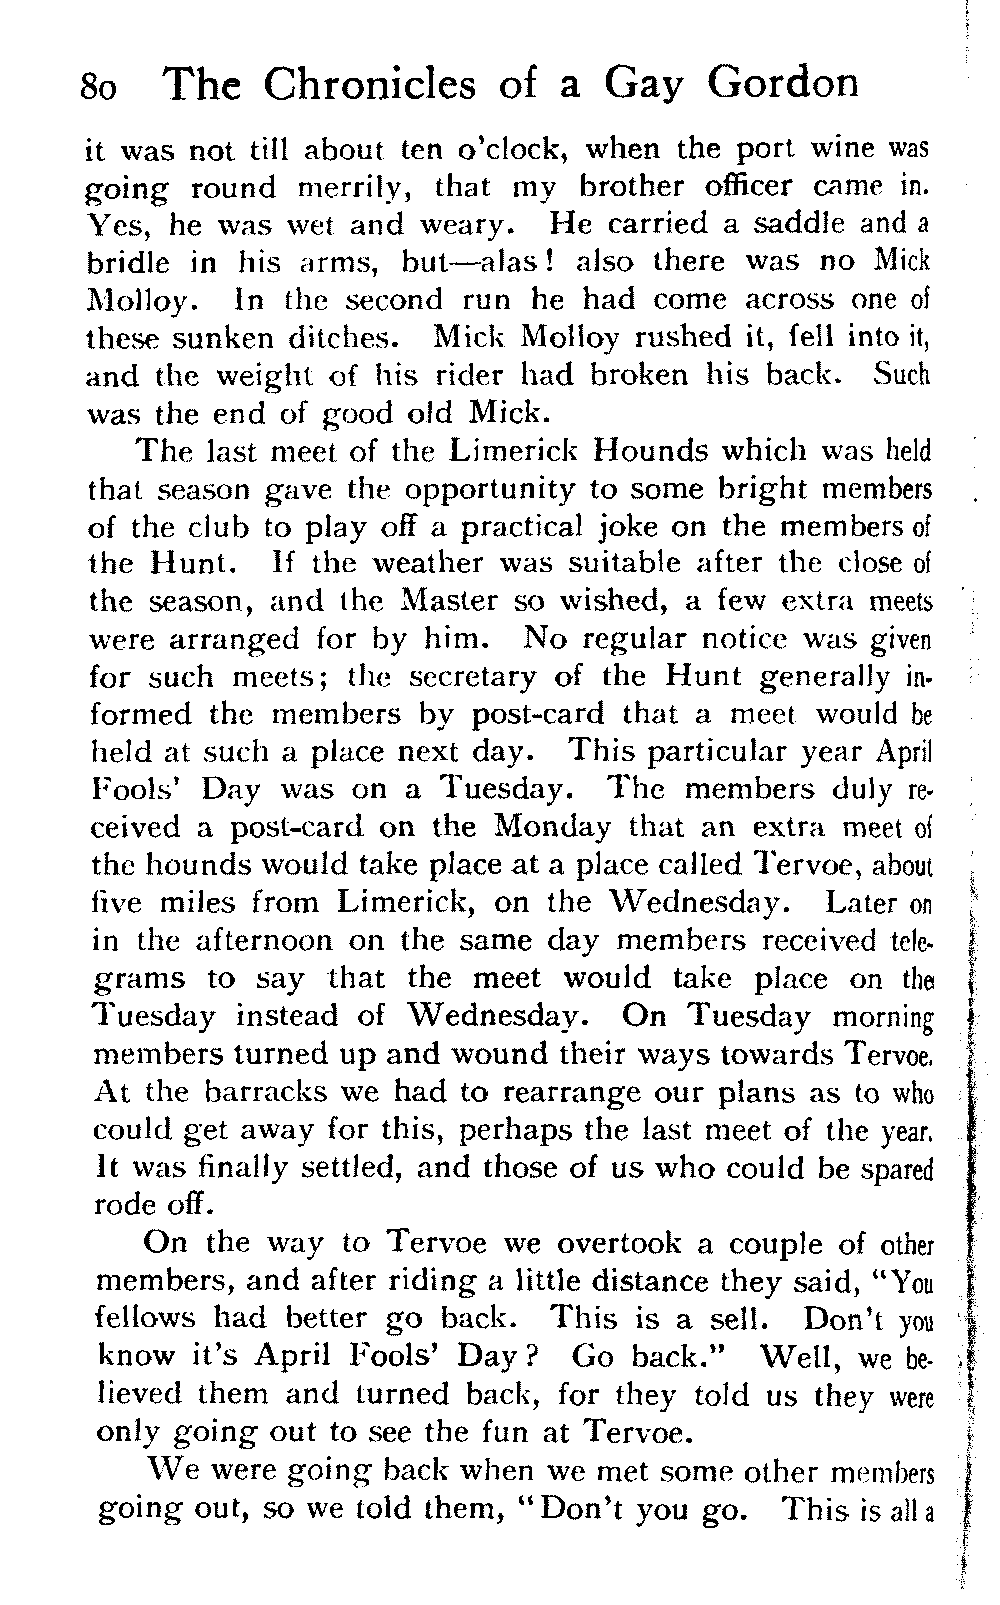 80 The Chronicles of a Gay Gordon
it was not till about ten o'clock, when the port wine was
going round merrily, that my brother officer came in.
Yes, he was wet and weary. He carried a saddle and a
bridle in his arms, but—alas! also there was no Mick
Molloy. In the second run he had come across one of
these sunken ditches. Mick Molloy rushed it, fell into it,
and the weight of his rider had broken his back. Such
was the end of good old Mick.
The last meet of the Limerick Hounds which was held
that season gave the opportunity to some bright members
of the club to play off a practical joke on the members of
the Hunt. If the weather was suitable after the close of
the season, and the Master so wished, a few extra meets
were arranged for by him. No regular notice was given
for such meets; the secretary of the Hunt generally in-
formed the members by post-card that a meet would be
held at such a place next day. This particular year April
Fools' Day was on a Tuesday. The members duly re-
ceived a post-card on the Monday that an extra meet of
the hounds would take place at a place called Tervoe, about
five miles from Limerick, on the Wednesday. Later on
in the afternoon on the same day members received tele-
grams to say that the meet would take place on the
Tuesday instead of Wednesday. On Tuesday morning
members turned up and wound their ways towards Tervoe.
At the barracks we had to rearrange our plans as to who
could get away for this, perhaps the last meet of the year.
It was finally settled, and those of us who could be spared
rode off.
On the way to Tervoe we overtook a couple of other
members, and after riding a little distance they said, "You
fellows had better go back. This is a sell. Don't you
know it's April Fools' Day? Go back." Well, we be-
lieved them and turned back, for they told us they were
only going out to see the fun at Tervoe.
We were going back when we met some other members
going out, so we told them, "Don't you go. This is all a